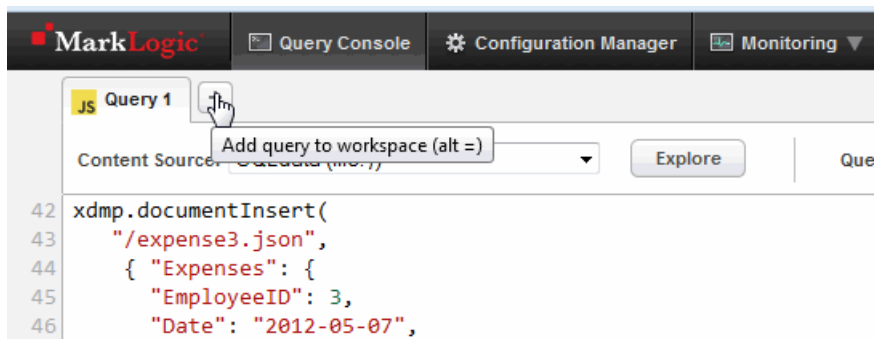 MarkLogic Query Console Configuration Manager Monitoring
JS Query 1
Add query to workspace (alt =)
Content Source: Explore Que
42 xdmp.documentInsert(
43 "/expense3.json",
44 { "Expenses": {
45 "EmployeeID": 3,
46 "Date": "2012-05-07",